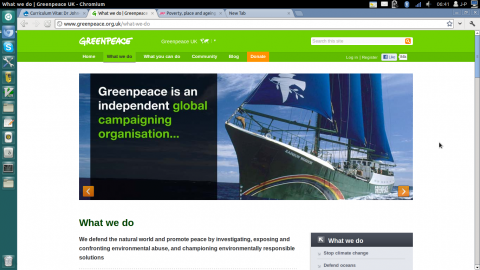 What we do | Greenpeace UK - Chromium
06:41
What we do | Greenpeace
Poverty, place and ageing
New Tab
www.greenpeace.org.uk/what-we-do
GREENPEACE
Greenpeace UK
Search this site
Home
What we do
What you can do
Community
Blog
Donate
Log in | Register
Like
Greenpeace is an
independent global
campaigning
organisation...
RAINBOW WARRIOR
GREENPEACE
What we do
We defend the natural world and promote peace by investigating, exposing and
confronting environmental abuse, and championing environmentally responsible
solutions
What we do
Stop climate change
Defend oceans